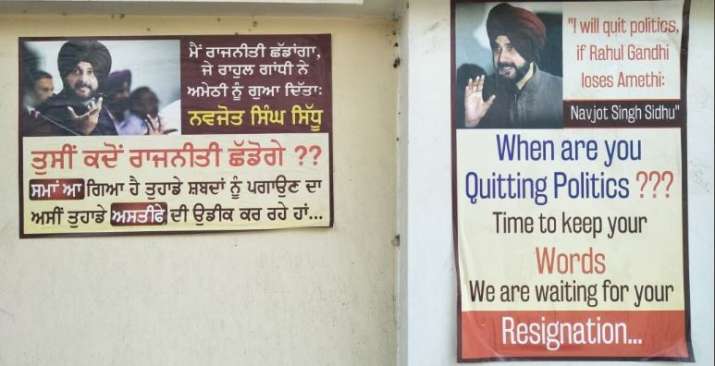 ਮੈਂ ਰਾਜਨੀਤੀ ਛੱਡਾਂਗਾ,
ਜੇ ਰਾਹੁਲ ਗਾਂਧੀ ਨੇ
ਅਮੇਠੀ ਨੂੰ ਗੁਆ ਦਿੱਤਾ:
ਨਵਜੋਤ ਸਿੰਘ ਸਿੱਧੂ
ਤੁਸੀਂ ਕਦੋਂ ਰਾਜਨੀਤੀ ਛੱਡੋਗੇ ??
ਸਮਾਂ ਆ ਗਿਆ ਹੈ ਤੁਹਾਡੇ ਸ਼ਬਦਾਂ ਨੂੰ ਪਗਾਉਣ ਦਾ
ਅਸੀਂ ਤੁਹਾਡੇ ਅਸਤੀਫੇ ਦੀ ਉਡੀਕ ਕਰ ਰਹੇ ਹਾਂ...
"I will quit politics,
if Rahul Gandhi
loses Amethi:
Navjot Singh Sidhu"
When are you
Quitting Politics ???
Time to keep your
Words
We are waiting for your
Resignation...